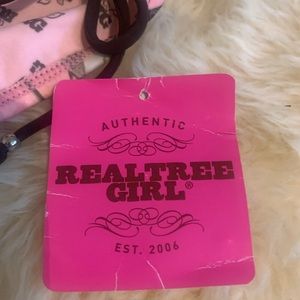 AUTHENTIC
REALTREE
GIRL®
EST. 2006